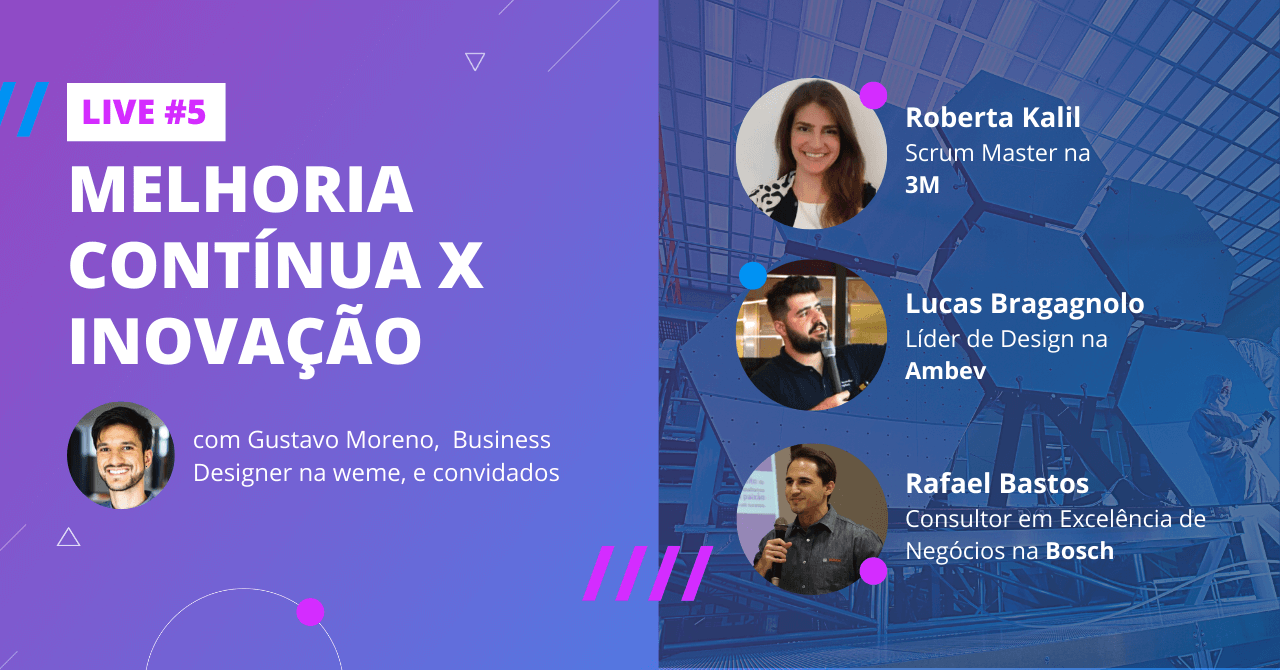 LIVE #5
MELHORIA
CONTÍNUA X
INOVAÇÃO
com Gustavo Moreno,  Business
Designer na weme, e convidados
Roberta Kalil
Scrum Master na
3M
Lucas Bragagnolo
Líder de Design na
Ambev
Rafael Bastos
Consultor em Excelência de
Negócios na Bosch